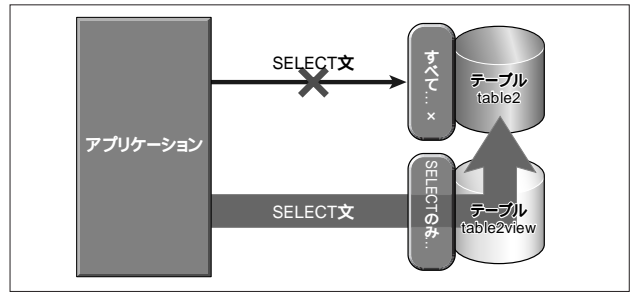 アプリケーション
SELECT文
すべて…×
テーブル
table2
SELECT文
SELECTのみ…
テーブル
table2view